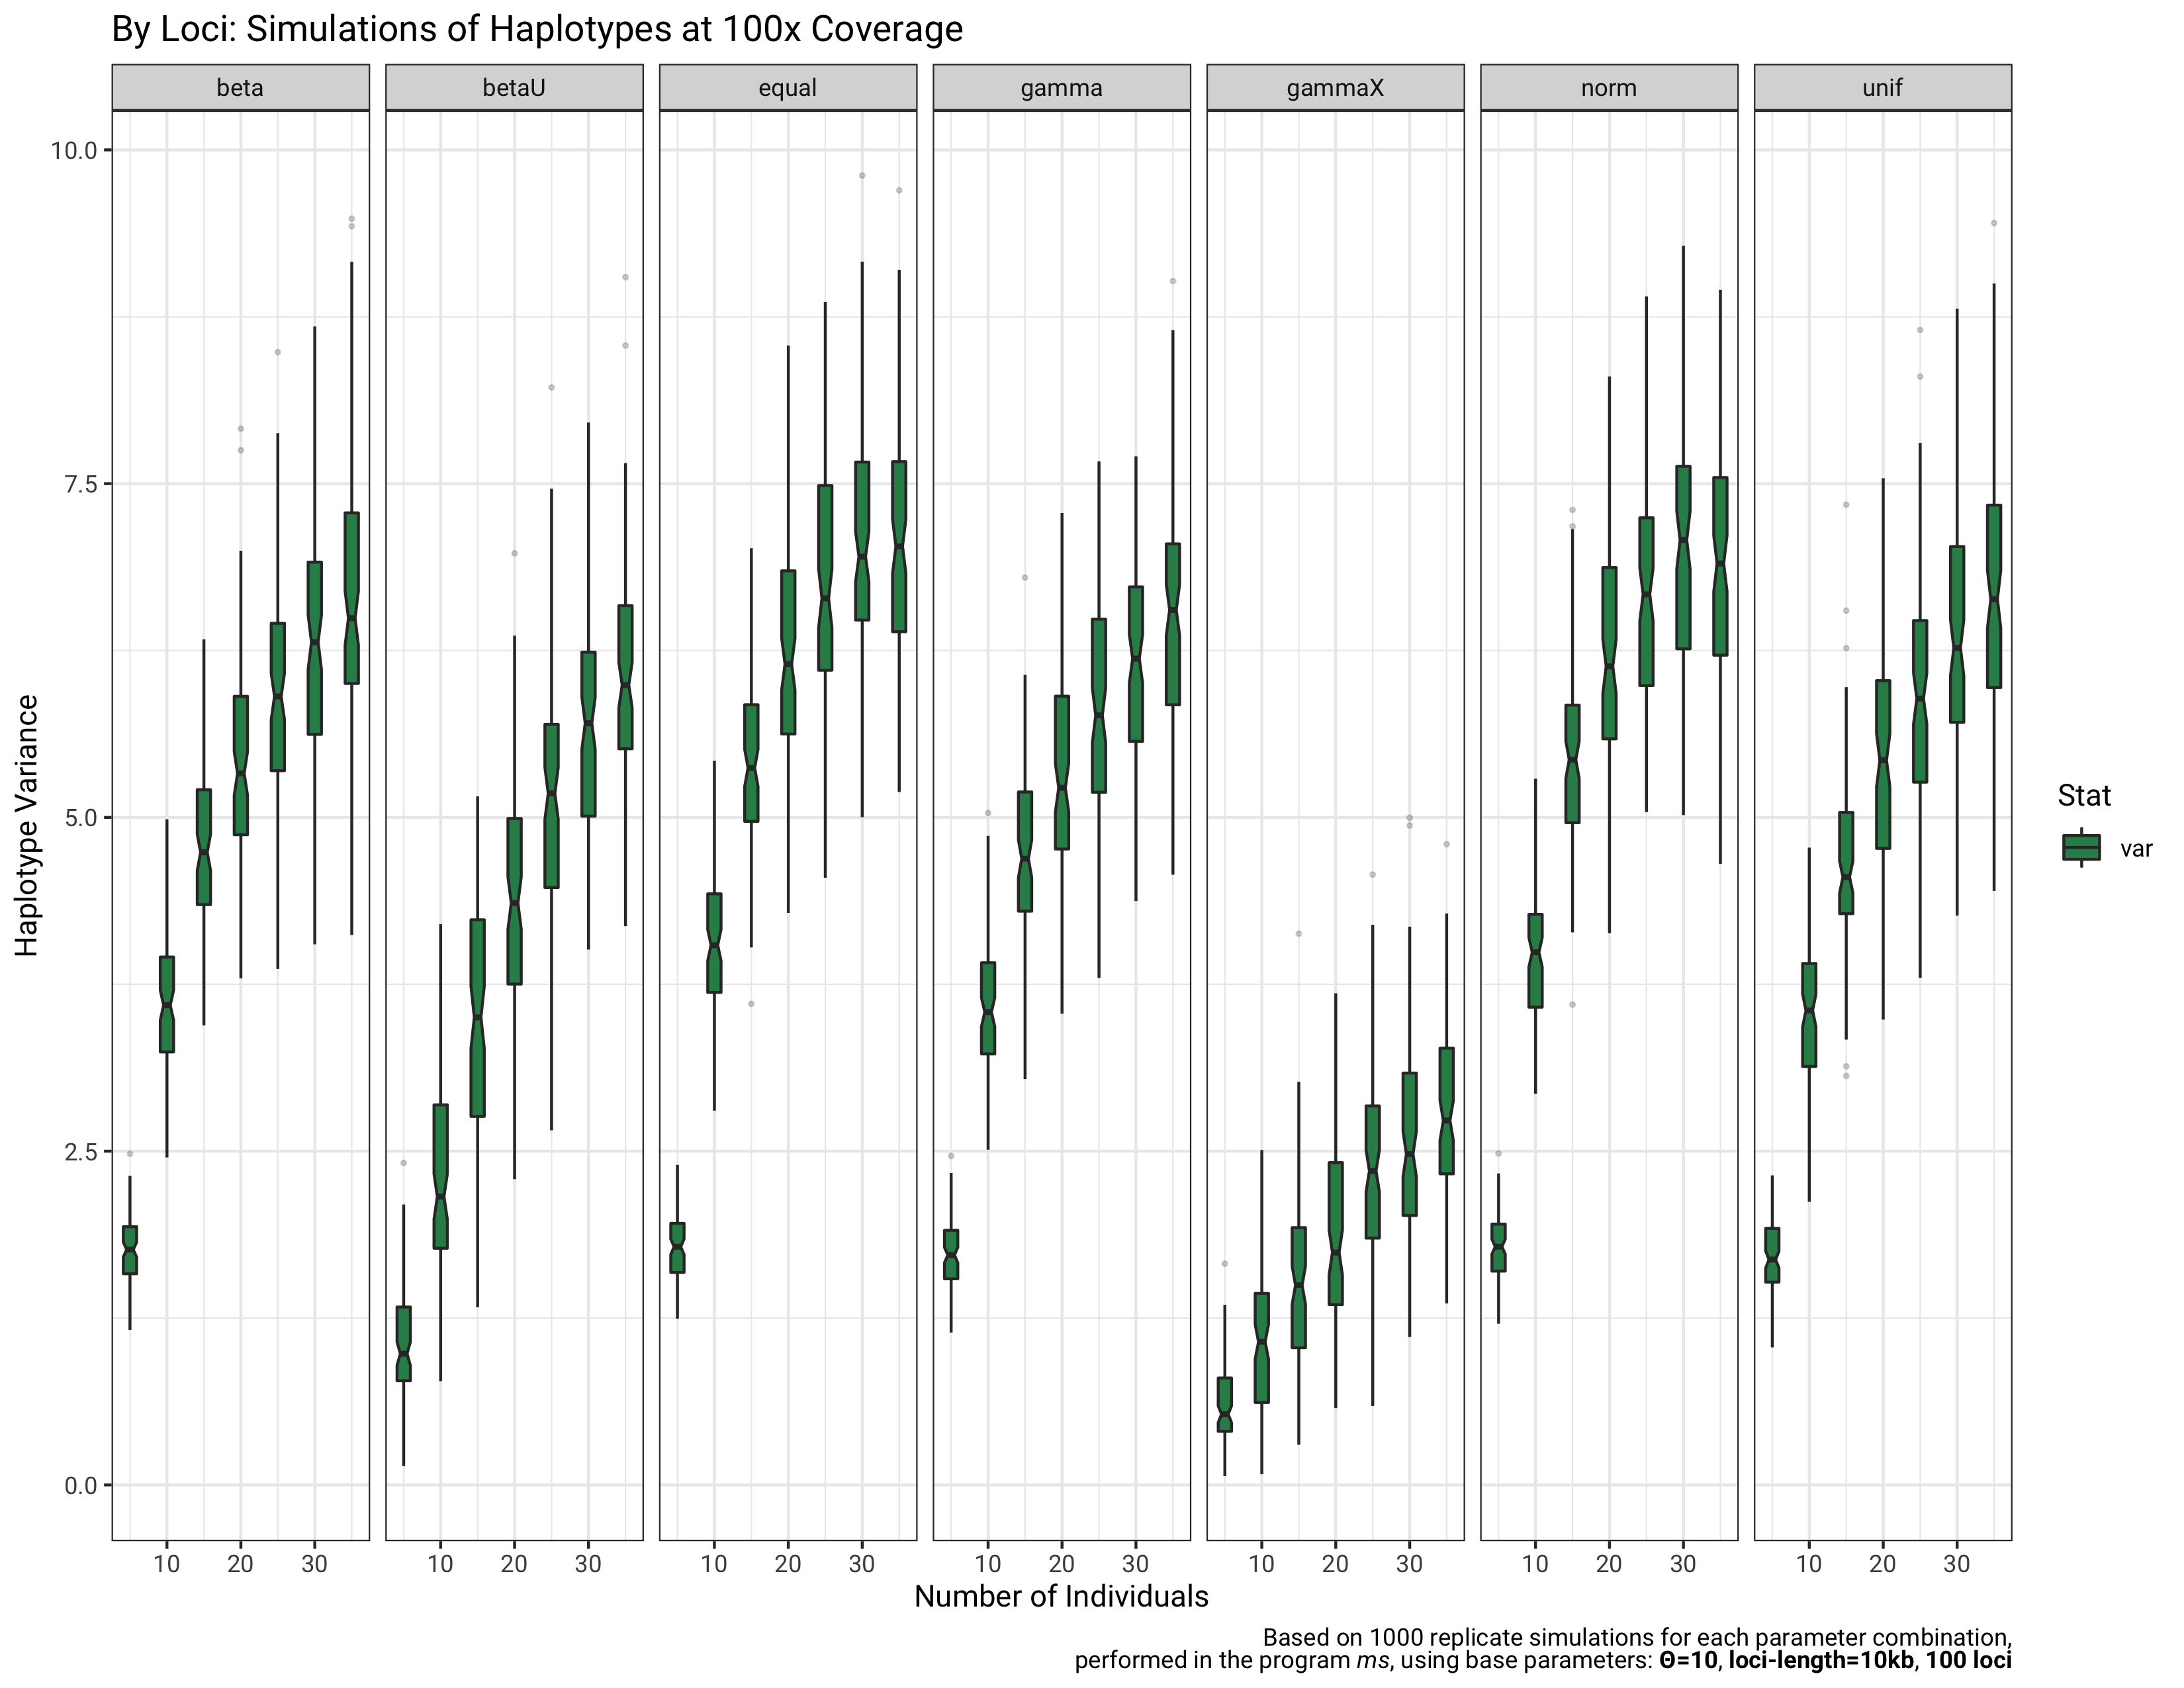 By Loci: Simulations of Haplotypes at 100x Coverage
beta betaU equal gamma gammaX norm unif
10.0
7.5
5.0
2.5
0.0
Haplotype Variance
10 20 30 10 20 30 10 20 30 10 20 30 10 20 30 10 20 30 10 20 30
Number of Individuals
Stat
var
Based on 1000 replicate simulations for each parameter combination,
performed in the program ms, using base parameters: Θ=10, loci-length=10kb, 100 loci